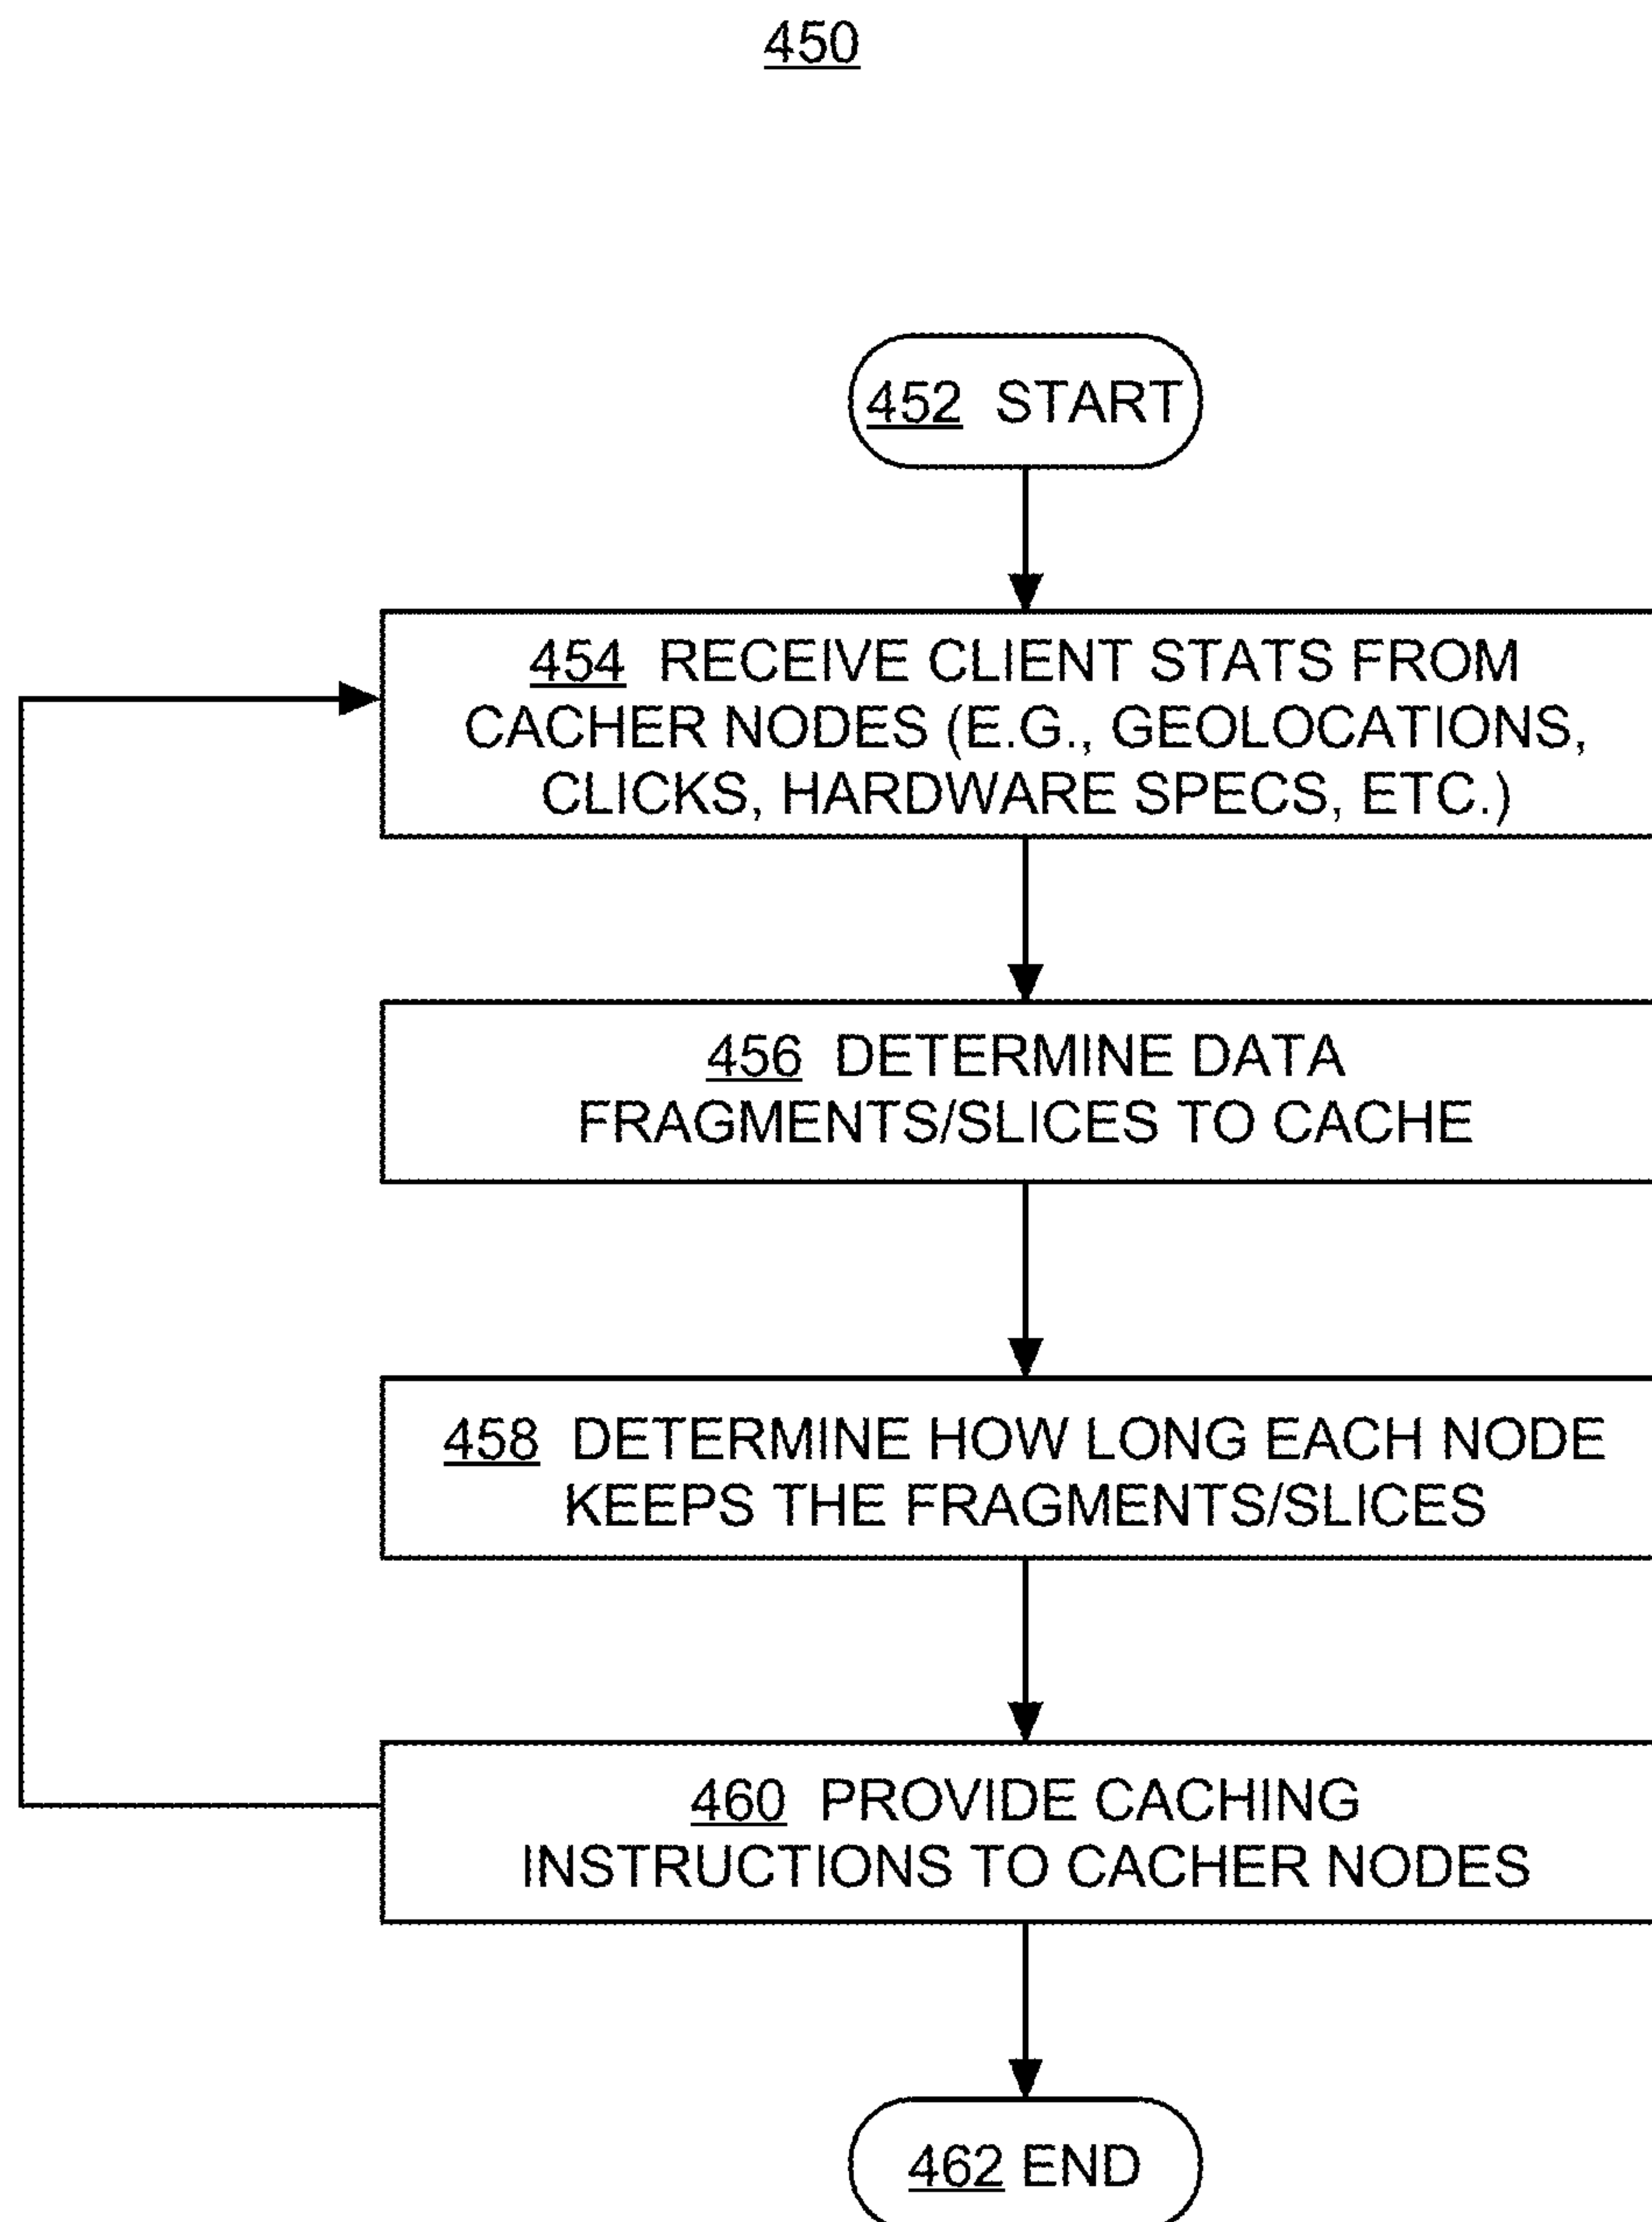 450
452 START
454 RECEIVE CLIENT STATS FROM
CACHER NODES (E.G., GEOLOCATIONS,
CLICKS, HARDWARE SPECS, ETC.)
456 DETERMINE DATA
FRAGMENTS/SLICES TO CACHE
458 DETERMINE HOW LONG EACH NODE
KEEPS THE FRAGMENTS/SLICES
460 PROVIDE CACHING
INSTRUCTIONS TO CACHER NODES
462 END